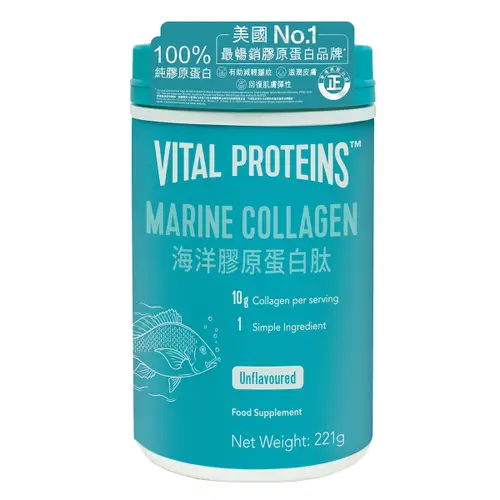 美國 No.1
最暢銷膠原蛋白品牌*
100%
純膠原蛋白
有助減輕皺紋
滋潤皮膚
回復肌膚彈性
正
VITAL PROTEINS™
MARINE COLLAGEN
海洋膠原蛋白肽
10g Collagen per serving
1 Simple Ingredient
Unflavoured
Food Supplement
Net Weight: 221g